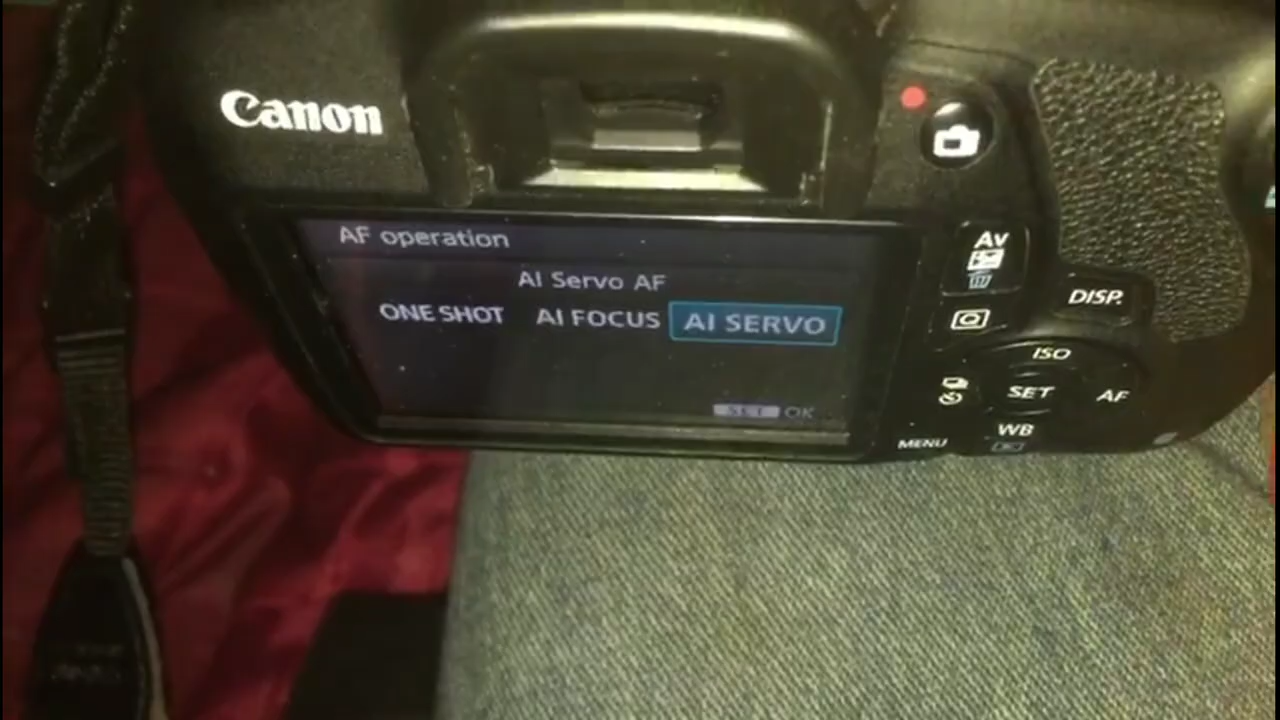 Canon
AF operation
AI Servo AF
ONE SHOT AI FOCUS AI SERVO
SET OK
Av
DISP.
Q
ISO
SET
AF
WB
MENU